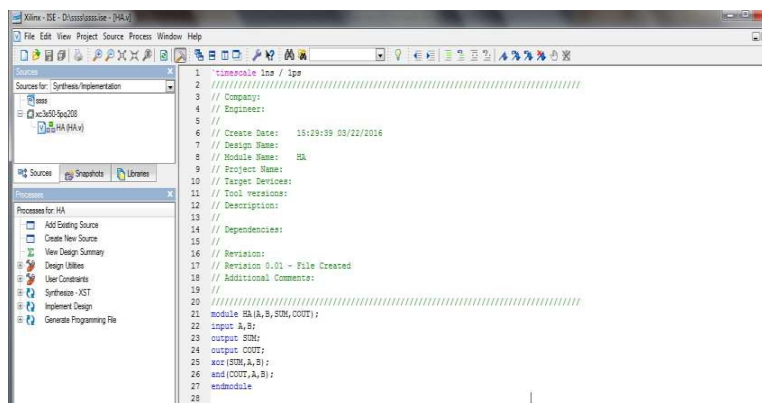 Xilinx - ISE - D:\ssss\ssss.ise - [HA.v]
File Edit View Project Source Process Window Help
Sources
Sources for: Synthesis/Implementation
ssss
xc3s50-5pq208
HA (HA.v)
Sources Snapshots Libraries
Processes
Processes for: HA
Add Existing Source
Create New Source
View Design Summary
Design Utilities
User Constraints
Synthesize - XST
Implement Design
Generate Programming File
1 `timescale 1ns / 1ps
2 ////////////////////////////////////////////////////////////////////////////////
3 // Company:
4 // Engineer:
5 //
6 // Create Date: 15:29:39 03/22/2016
7 // Design Name:
8 // Module Name: HA
9 // Project Name:
10 // Target Devices:
11 // Tool versions:
12 // Description:
13 //
14 // Dependencies:
15 //
16 // Revision:
17 // Revision 0.01 - File Created
18 // Additional Comments:
19 //
20 ////////////////////////////////////////////////////////////////////////////////
21 module HA(A,B,SUM,COUT);
22 input A,B;
23 output SUM;
24 output COUT;
25 xor(SUM,A,B);
26 and(COUT,A,B);
27 endmodule
28